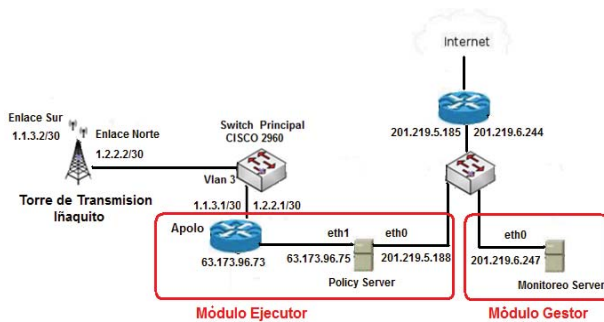 Internet
201.219.5.185 201.219.6.244
Enlace Sur
1.1.3.2/30
Enlace Norte
1.2.2.2/30
Torre de Transmision
Iñaquito
Switch Principal
CISCO 2960
Vlan 3
1.1.3.1/30 1.2.2.1/30
Apolo
63.173.96.73
eth1 eth0
63.173.96.75 201.219.5.188
Policy Server
Módulo Ejecutor
eth0
201.219.6.247
Monitoreo Server
Módulo Gestor